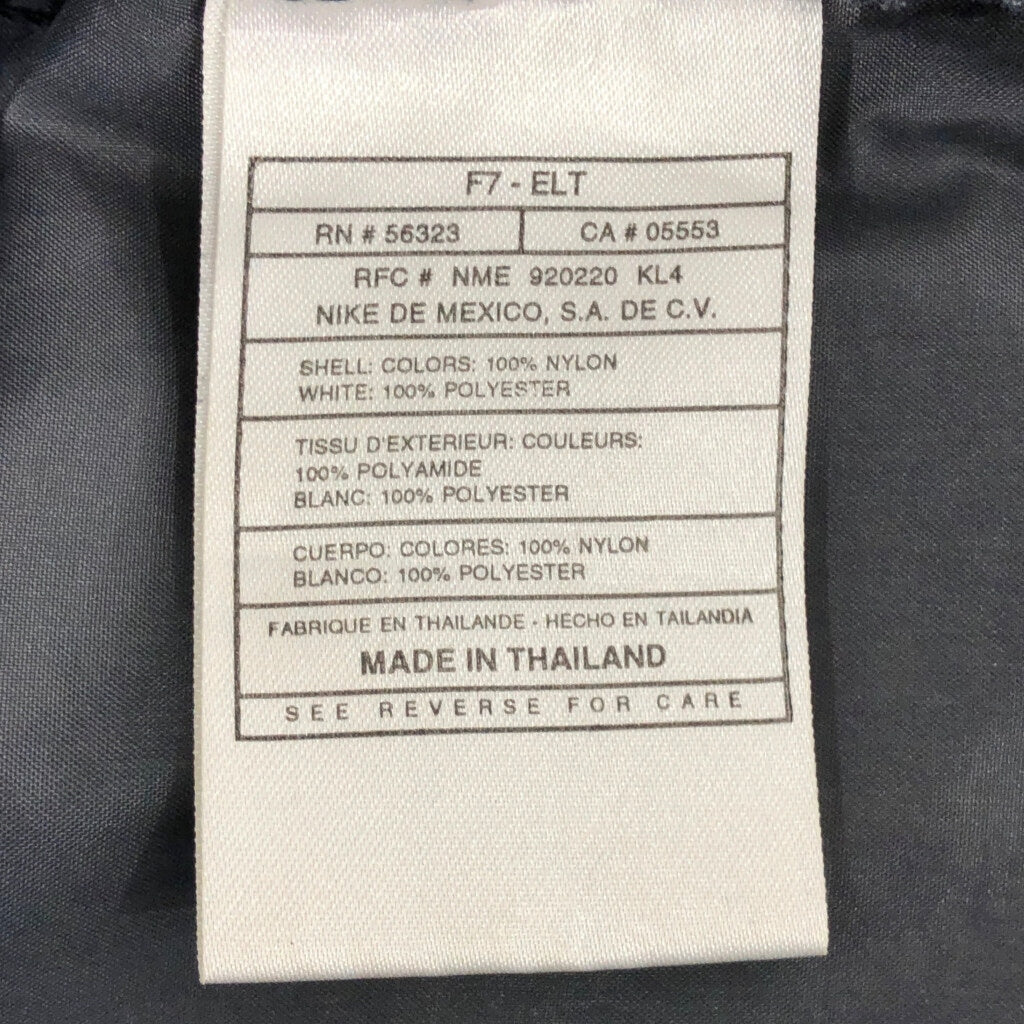 F7 - ELT
RN # 56323 CA # 05553
RFC # NME 920220 KL4
NIKE DE MEXICO, S.A. DE C.V.
SHELL: COLORS: 100% NYLON
WHITE: 100% POLYESTER
TISSU D'EXTERIEUR: COULEURS:
100% POLYAMIDE
BLANC: 100% POLYESTER
CUERPO: COLORES: 100% NYLON
BLANCO: 100% POLYESTER
FABRIQUE EN THAILANDE - HECHO EN TAILANDIA
MADE IN THAILAND
SEE REVERSE FOR CARE